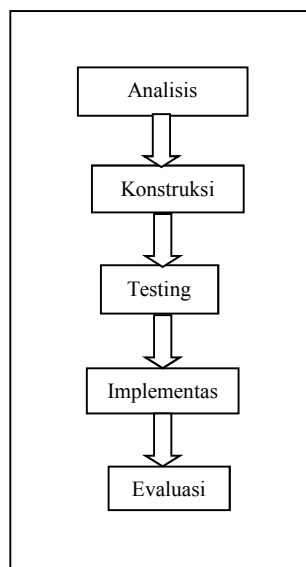 Analisis
Konstruksi
Testing
Implementas
Evaluasi